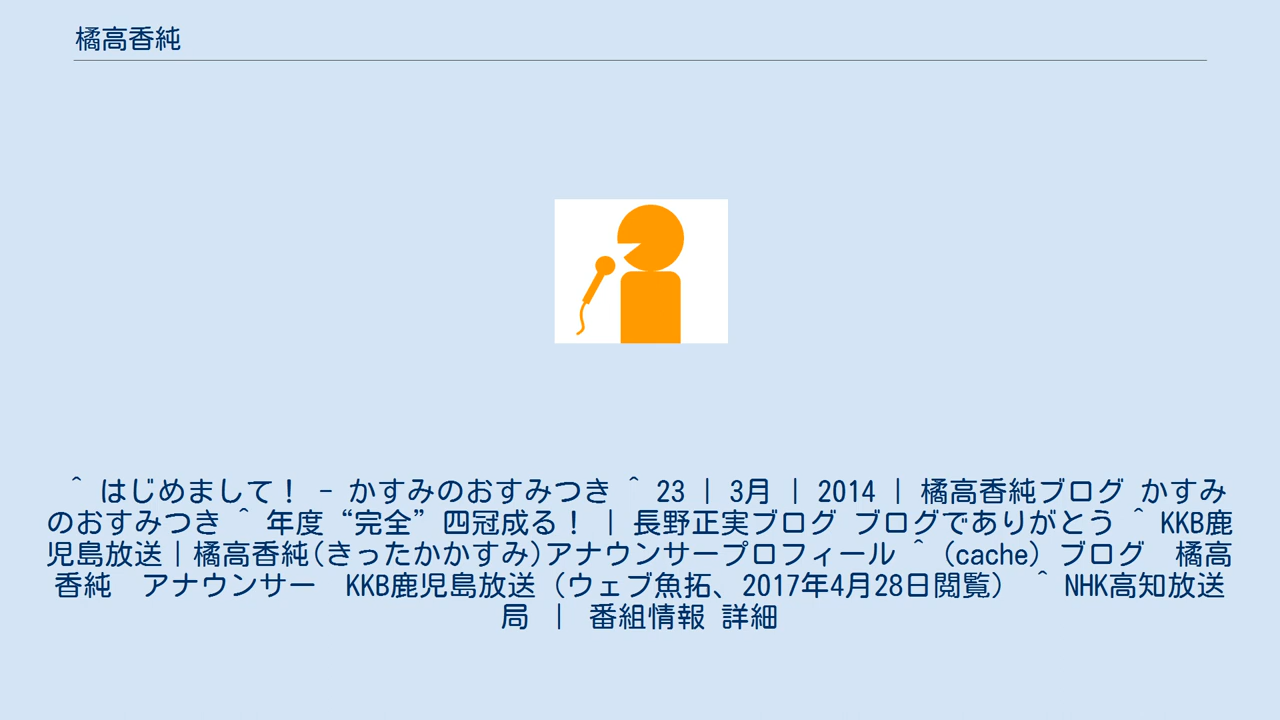 橘高香純
^ はじめまして！ - かすみのおすみつき ^ 23 | 3月 | 2014 | 橘高香純ブログ かすみ
のおすみつき ^ 年度“完全”四冠成る！ | 長野正実ブログ ブログでありがとう ^ KKB鹿
児島放送｜橘高香純(きったかかすみ)アナウンサープロフィール ^ (cache) ブログ　橘高
香純　アナウンサー　KKB鹿児島放送（ウェブ魚拓、2017年4月28日閲覧） ^ NHK高知放送
局 | 番組情報 詳細